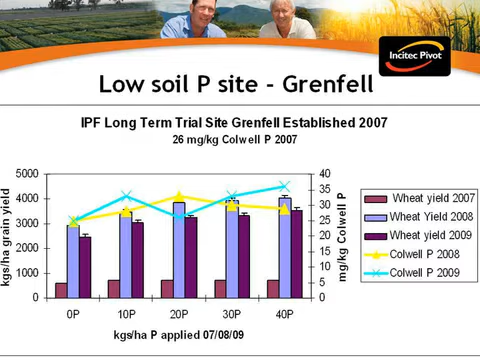 Incitec Pivot
Low soil P site - Grenfell
IPF Long Term Trial Site Grenfell Established 2007
26 mg/kg Colwell P 2007
kgs/ha grain yield
5000
4000
3000
2000
1000
0
0P
10P
20P
30P
40P
kgs/ha P applied 07/08/09
40
35
30
25
20
15
10
5
0
mg/kg Colwell P
Wheat yield 2007
Wheat Yield 2008
Wheat yield 2009
Colwell P 2008
Colwell P 2009